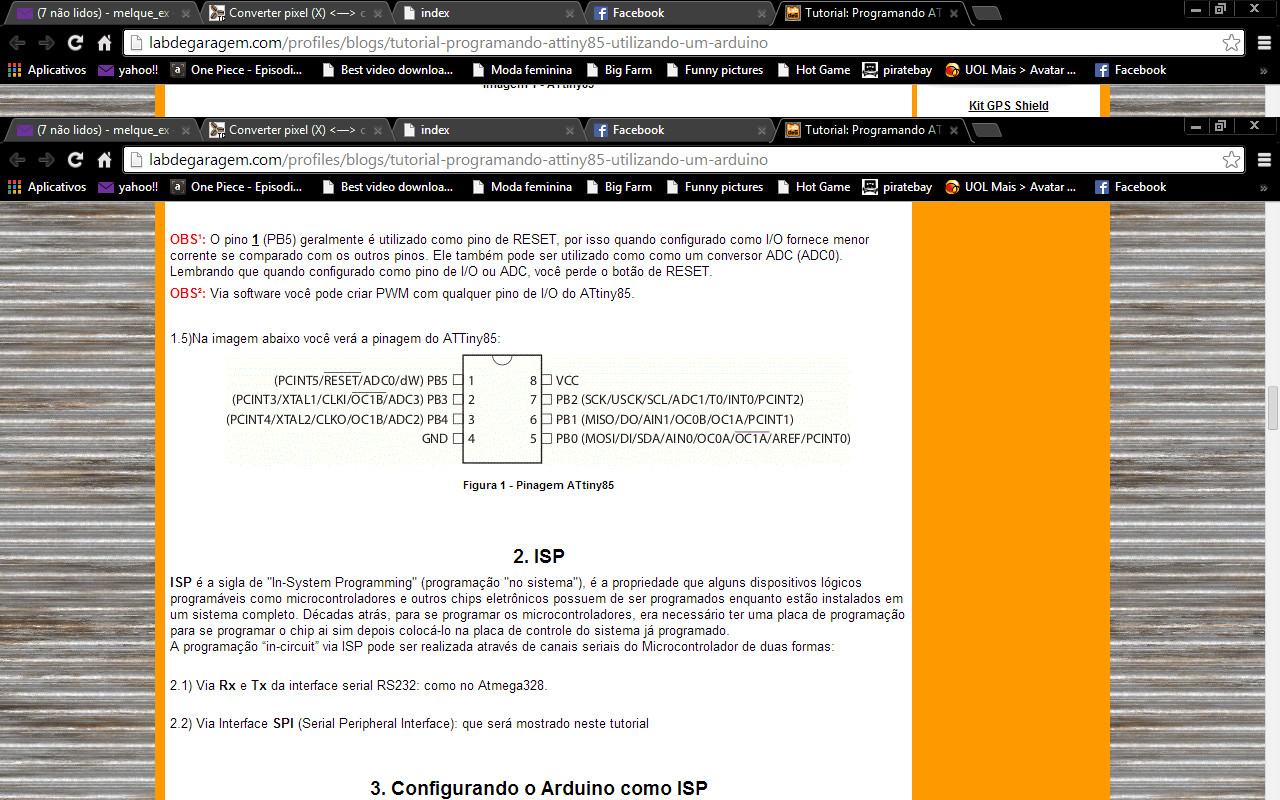 (7 não lidos) - melque_ex
Converter pixel (X) <—> c
index
Facebook
Tutorial: Programando AT
labdegaragem.com/profiles/blogs/tutorial-programando-attiny85-utilizando-um-arduino
Aplicativos
yahoo!!
One Piece - Episodi...
Best video downloa...
Moda feminina
Big Farm
Funny pictures
Hot Game
piratebay
UOL Mais > Avatar ...
Facebook
»
Imagem 1 - ATtiny85
Kit GPS Shield
(7 não lidos) - melque_ex
Converter pixel (X) <—> c
index
Facebook
Tutorial: Programando AT
labdegaragem.com/profiles/blogs/tutorial-programando-attiny85-utilizando-um-arduino
Aplicativos
yahoo!!
One Piece - Episodi...
Best video downloa...
Moda feminina
Big Farm
Funny pictures
Hot Game
piratebay
UOL Mais > Avatar ...
Facebook
»
OBS¹: O pino 1 (PB5) geralmente é utilizado como pino de RESET, por isso quando configurado como I/O fornece menor
corrente se comparado com os outros pinos. Ele também pode ser utilizado como como um conversor ADC (ADC0).
Lembrando que quando configurado como pino de I/O ou ADC, você perde o botão de RESET.
OBS²: Via software você pode criar PWM com qualquer pino de I/O do ATtiny85.
1.5)Na imagem abaixo você verá a pinagem do ATTiny85:
(PCINT5/RESET/ADC0/dW) PB5 1 8 VCC
(PCINT3/XTAL1/CLKI/OC1B/ADC3) PB3 2 7 PB2 (SCK/USCK/SCL/ADC1/T0/INT0/PCINT2)
(PCINT4/XTAL2/CLKO/OC1B/ADC2) PB4 3 6 PB1 (MISO/DO/AIN1/OC0B/OC1A/PCINT1)
GND 4 5 PB0 (MOSI/DI/SDA/AIN0/OC0A/OC1A/AREF/PCINT0)
Figura 1 - Pinagem ATtiny85
2. ISP
ISP é a sigla de "In-System Programming" (programação "no sistema"), é a propriedade que alguns dispositivos lógicos
programáveis como microcontroladores e outros chips eletrônicos possuem de ser programados enquanto estão instalados em
um sistema completo. Décadas atrás, para se programar os microcontroladores, era necessário ter uma placa de programação
para se programar o chip ai sim depois colocá-lo na placa de controle do sistema já programado.
A programação “in-circuit” via ISP pode ser realizada através de canais seriais do Microcontrolador de duas formas:
2.1) Via Rx e Tx da interface serial RS232: como no Atmega328.
2.2) Via Interface SPI (Serial Peripheral Interface): que será mostrado neste tutorial
3. Configurando o Arduino como ISP